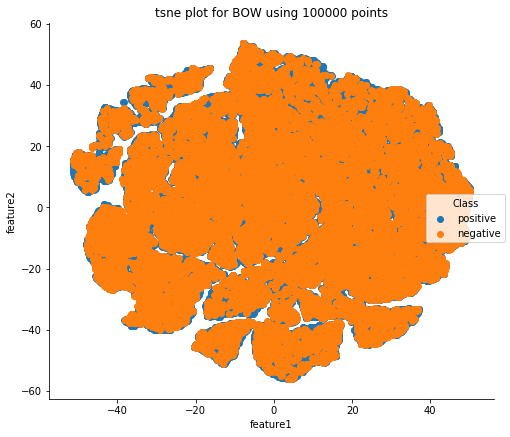 tsne plot for BOW using 100000 points
60
40
20
0
−20
−40
−60
feature2
−40
−20
0
20
40
feature1
Class
positive
negative